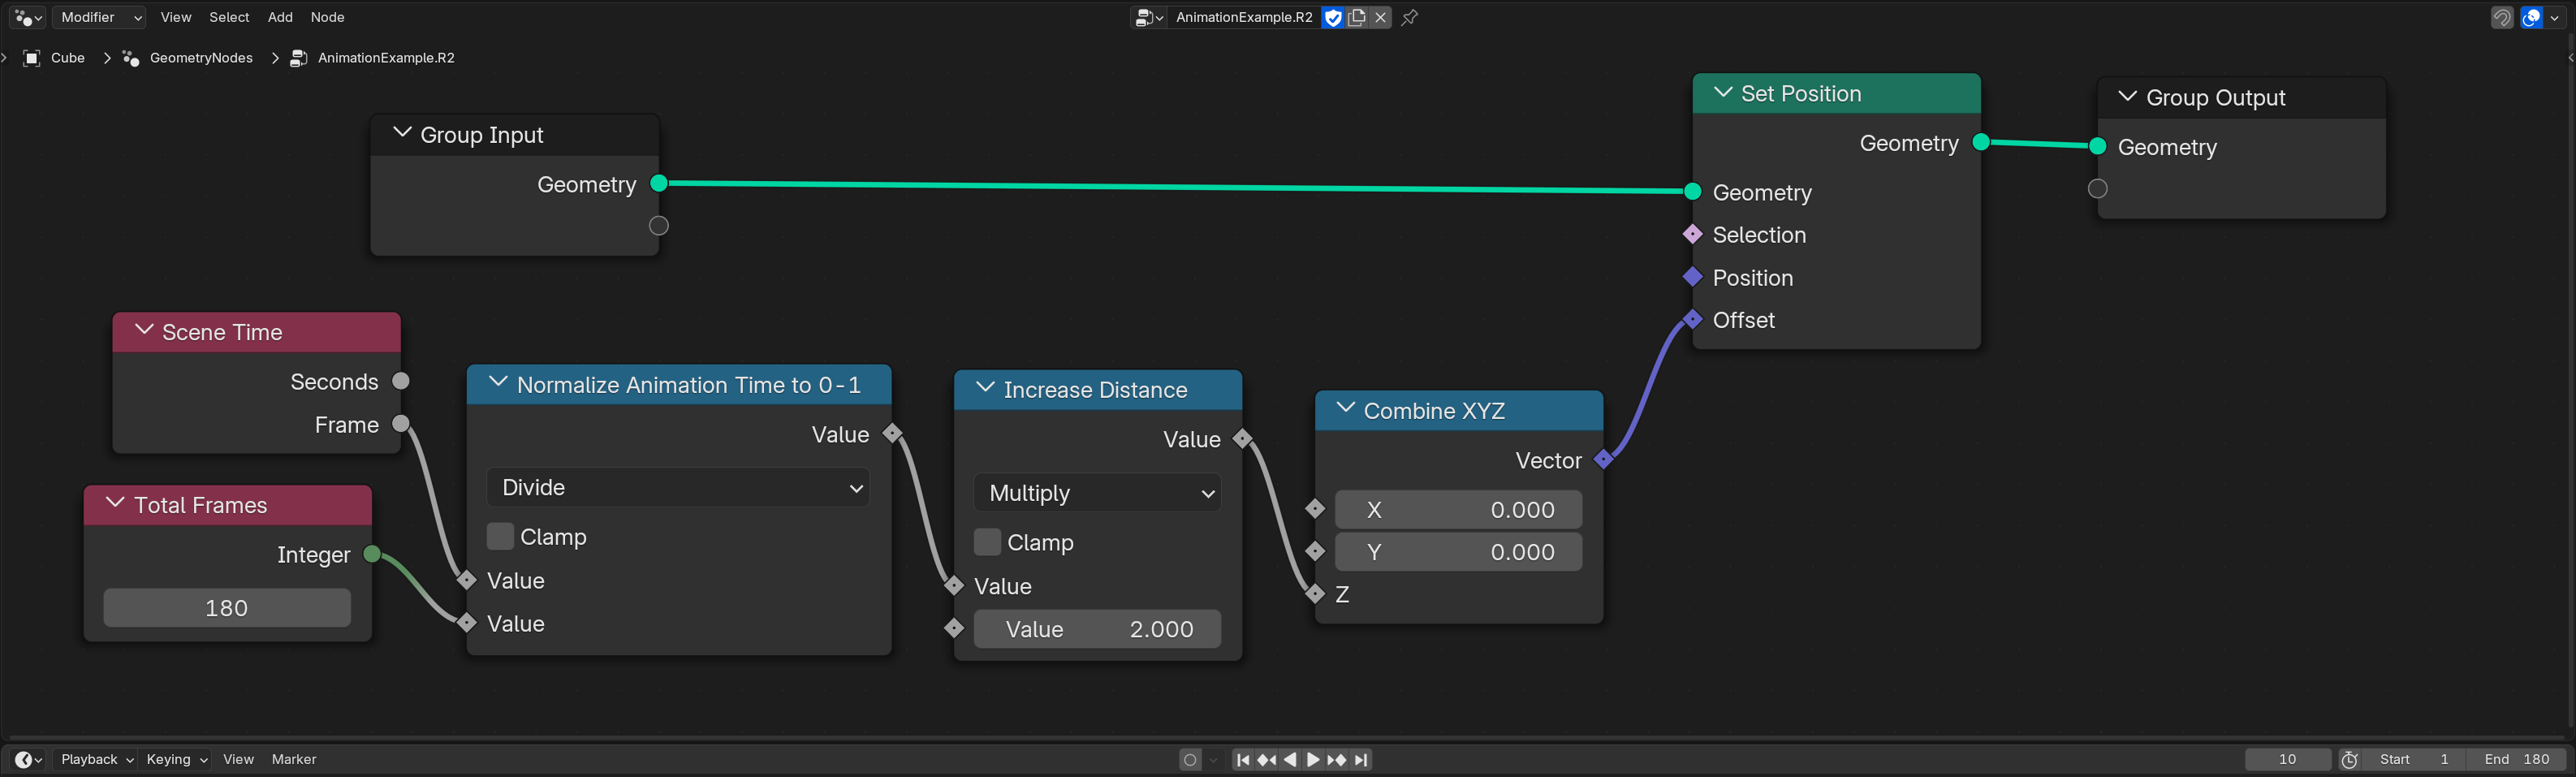 Modifier View Select Add Node AnimationExample.R2
Cube GeometryNodes AnimationExample.R2
Group Input
Geometry
Set Position
Geometry
Geometry
Selection
Position
Offset
Group Output
Geometry
Scene Time
Seconds
Frame
Total Frames
Integer
180
Normalize Animation Time to 0-1
Value
Divide
Clamp
Value
Value
Increase Distance
Value
Multiply
Clamp
Value
Value 2.000
Combine XYZ
Vector
X 0.000
Y 0.000
Z
Playback Keying View Marker 10 Start 1 End 180